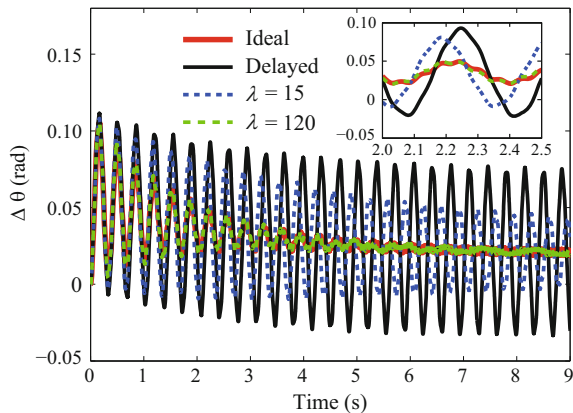 0.18
0.10
0.05
0
−0.05
Δ θ (rad)
Ideal
Delayed
λ = 15
λ = 120
0.10
0.05
0
−0.05
2.0 2.1 2.2 2.3 2.4 2.5
0 1 2 3 4 5 6 7 8 9
Time (s)